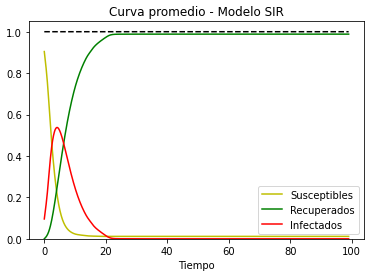 Curva promedio - Modelo SIR
1.0
0.8
0.6
0.4
0.2
0.0
Susceptibles
Recuperados
Infectados
0 20 40 60 80 100
Tiempo